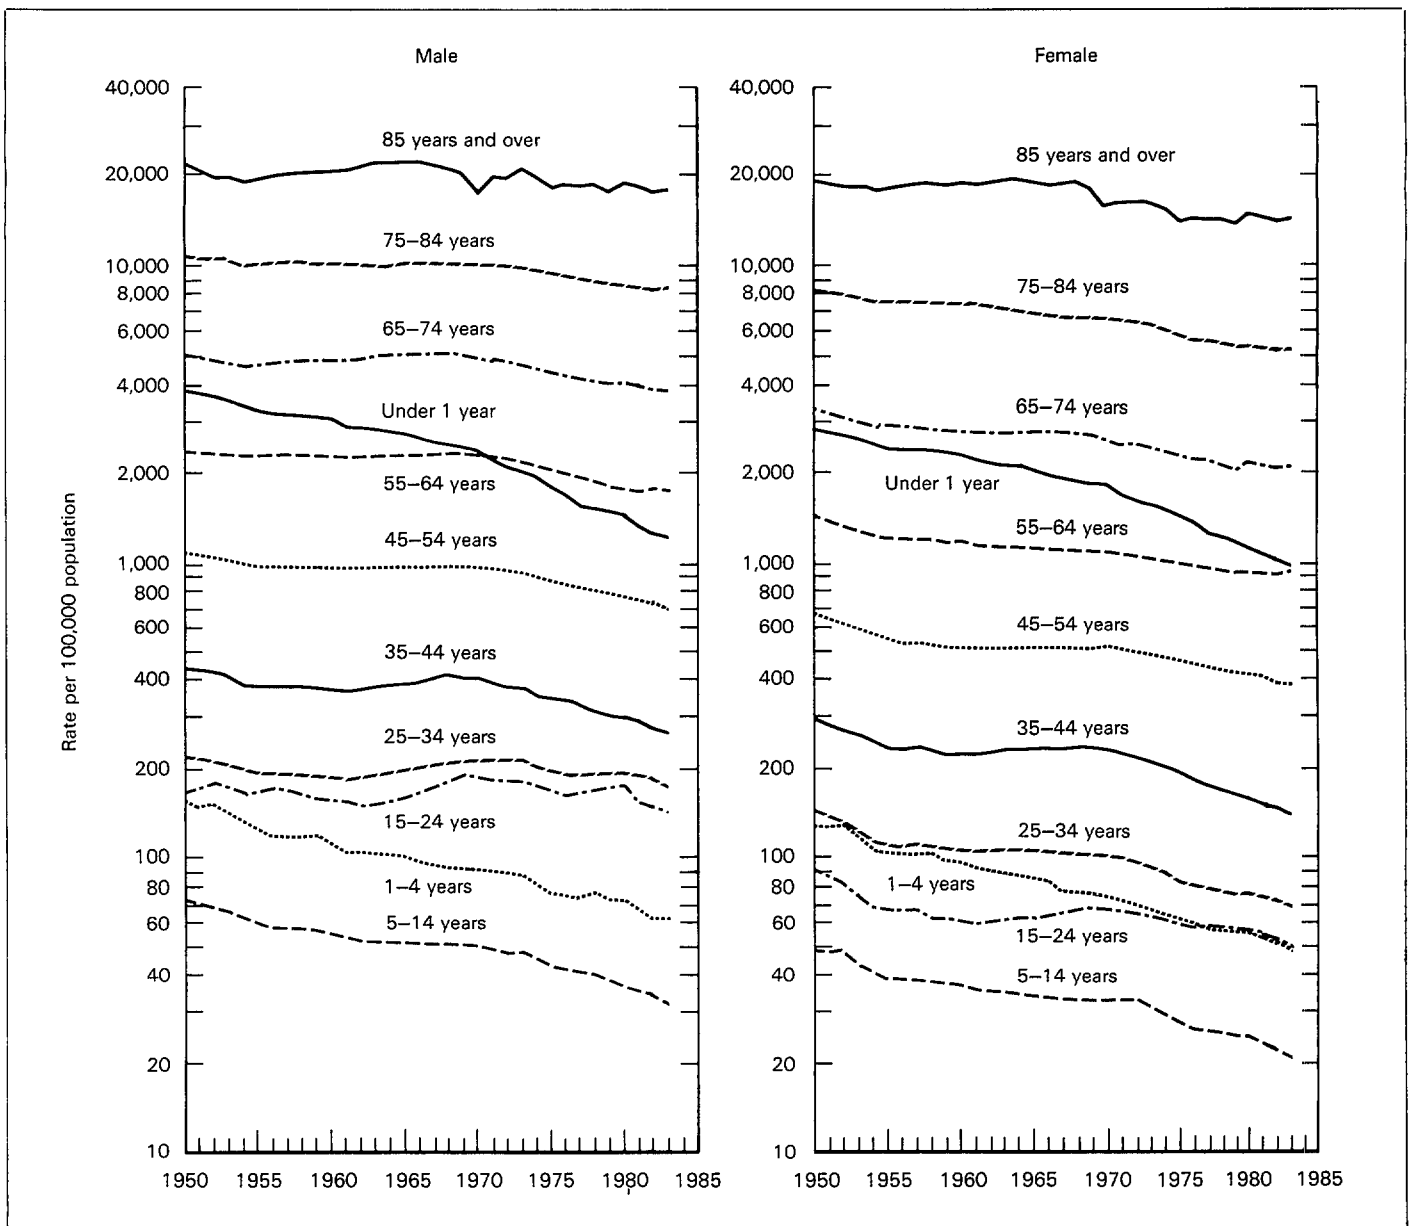 Male
40,000
20,000
10,000
8,000
6,000
4,000
2,000
1,000
800
600
400
200
100
80
60
40
20
10
Rate per 100,000 population
85 years and over
75–84 years
65–74 years
Under 1 year
55–64 years
45–54 years
35–44 years
25–34 years
15–24 years
1–4 years
5–14 years
1950 1955 1960 1965 1970 1975 1980 1985
Female
40,000
20,000
10,000
8,000
6,000
4,000
2,000
1,000
800
600
400
200
100
80
60
40
20
10
85 years and over
75–84 years
65–74 years
Under 1 year
55–64 years
45–54 years
35–44 years
25–34 years
1–4 years
15–24 years
5–14 years
1950 1955 1960 1965 1970 1975 1980 1985